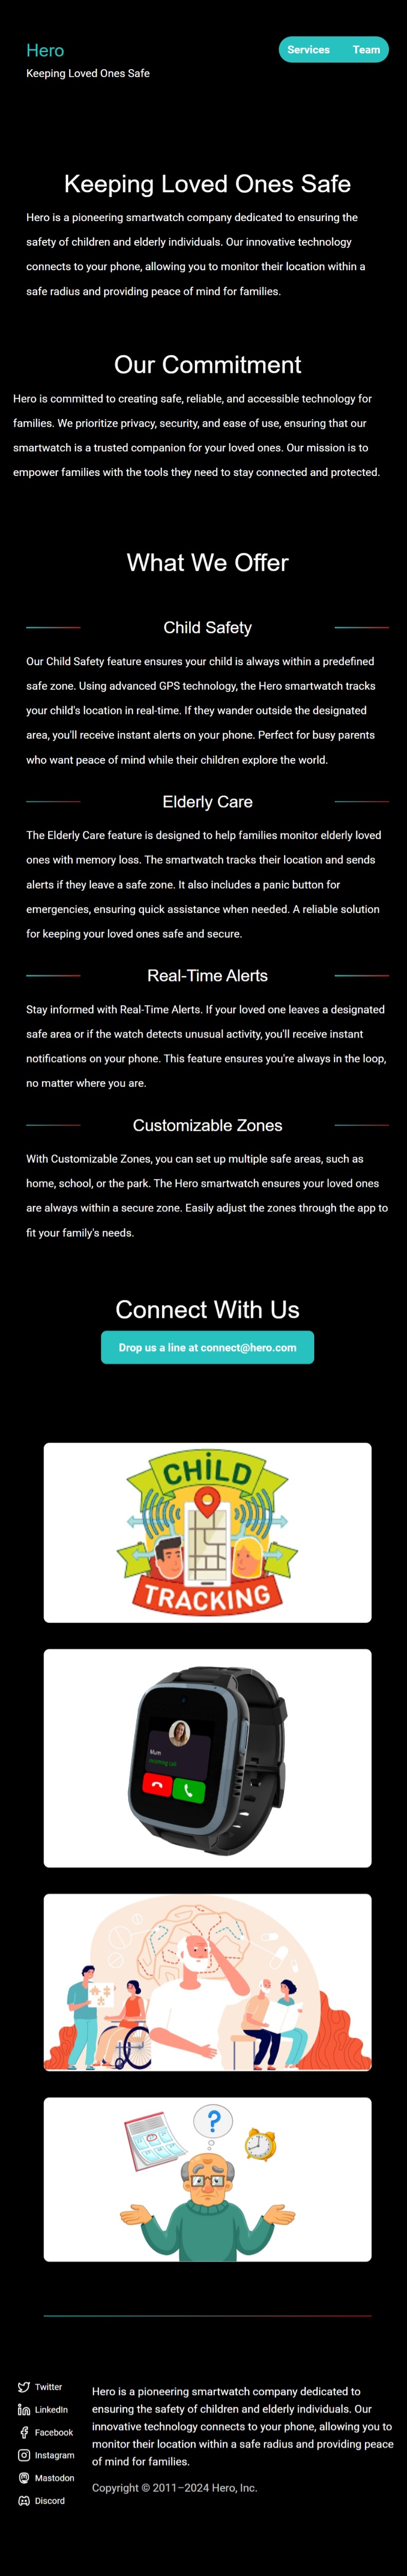 Hero
Services Team
Keeping Loved Ones Safe
Keeping Loved Ones Safe
Hero is a pioneering smartwatch company dedicated to ensuring the
safety of children and elderly individuals. Our innovative technology
connects to your phone, allowing you to monitor their location within a
safe radius and providing peace of mind for families.
Our Commitment
Hero is committed to creating safe, reliable, and accessible technology for
families. We prioritize privacy, security, and ease of use, ensuring that our
smartwatch is a trusted companion for your loved ones. Our mission is to
empower families with the tools they need to stay connected and protected.
What We Offer
Child Safety
Our Child Safety feature ensures your child is always within a predefined
safe zone. Using advanced GPS technology, the Hero smartwatch tracks
your child's location in real-time. If they wander outside the designated
area, you'll receive instant alerts on your phone. Perfect for busy parents
who want peace of mind while their children explore the world.
Elderly Care
The Elderly Care feature is designed to help families monitor elderly loved
ones with memory loss. The smartwatch tracks their location and sends
alerts if they leave a safe zone. It also includes a panic button for
emergencies, ensuring quick assistance when needed. A reliable solution
for keeping your loved ones safe and secure.
Real-Time Alerts
Stay informed with Real-Time Alerts. If your loved one leaves a designated
safe area or if the watch detects unusual activity, you'll receive instant
notifications on your phone. This feature ensures you're always in the loop,
no matter where you are.
Customizable Zones
With Customizable Zones, you can set up multiple safe areas, such as
home, school, or the park. The Hero smartwatch ensures your loved ones
are always within a secure zone. Easily adjust the zones through the app to
fit your family's needs.
Connect With Us
Drop us a line at connect@hero.com
CHILD
TRACKING
Mum
Incoming call
Twitter
LinkedIn
Facebook
Instagram
Mastodon
Discord
Hero is a pioneering smartwatch company dedicated to
ensuring the safety of children and elderly individuals. Our
innovative technology connects to your phone, allowing you to
monitor their location within a safe radius and providing peace
of mind for families.
Copyright © 2011–2024 Hero, Inc.